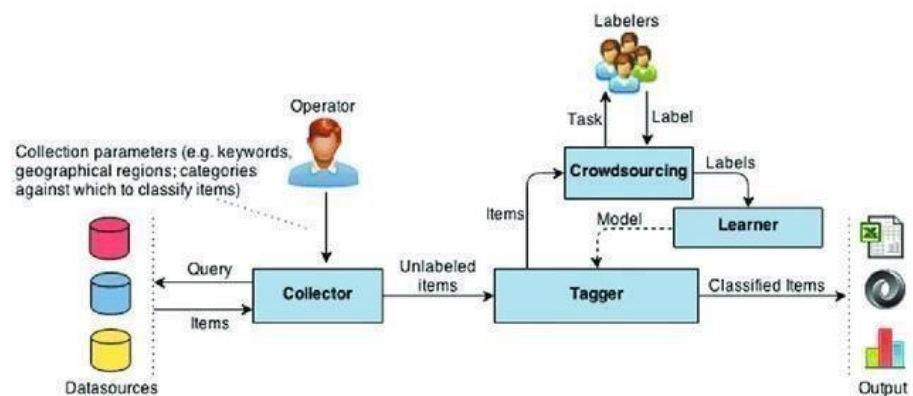 Labelers
Operator
Task
Label
Collection parameters (e.g. keywords,
geographical regions; categories
against which to classify items)
Crowdsourcing
Labels
Items
Model
Learner
Query
Collector
Unlabeled
items
Tagger
Classified Items
Items
Datasources
Output